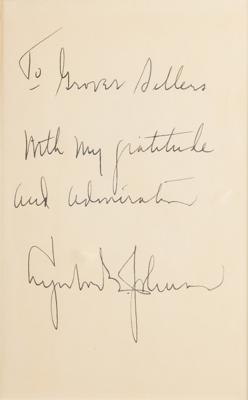 To Grover Sellers
With my gratitude
and admiration
Lyndon B. Johnson